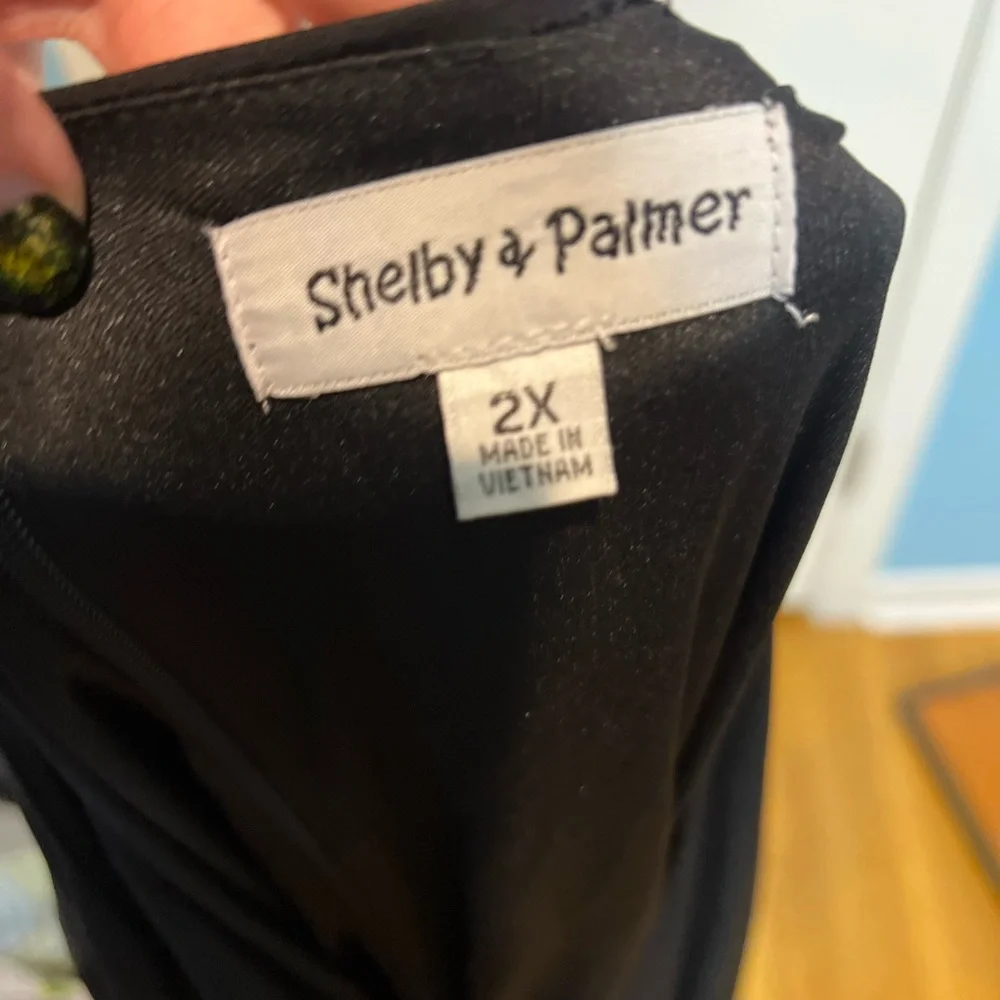 Shelby & Palmer
2X
MADE IN
VIETNAM